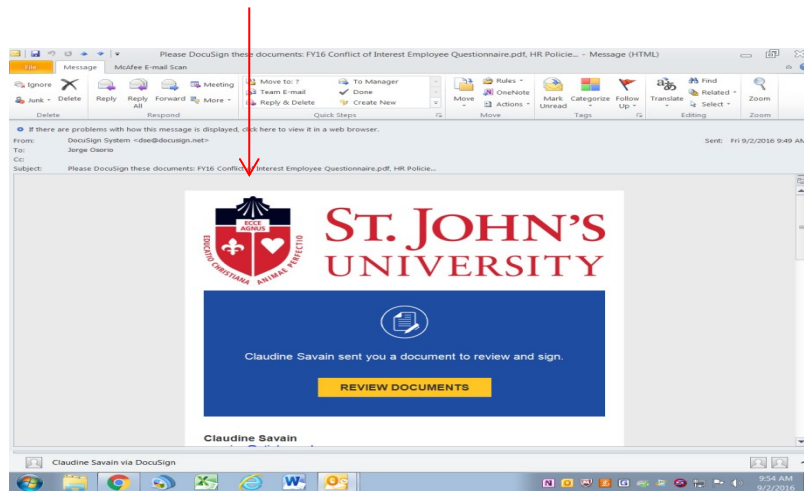 Please DocuSign these documents: FY16 Conflict of Interest Employee Questionnaire.pdf, HR Policie... - Message (HTML)
File Message McAfee E-mail Scan
Ignore
Junk
Delete
Reply
Reply All
Forward
Meeting
More
Move to: ?
Team E-mail
Reply & Delete
To Manager
Done
Create New
Move
Rules
OneNote
Actions
Mark Unread
Categorize
Follow Up
Translate
Find
Related
Select
Zoom
Delete Respond Quick Steps Move Tags Editing Zoom
If there are problems with how this message is displayed, click here to view it in a web browser.
From: DocuSign System <dse@docusign.net> Sent: Fri 9/2/2016 9:49 AM
To: Jorge Osorio
Cc:
Subject: Please DocuSign these documents: FY16 Conflict of Interest Employee Questionnaire.pdf, HR Policie...
ECCE AGNUS
EDUCATIO CHRISTIANA ANIMAE PERFECTIO
ST. JOHN'S
UNIVERSITY
Claudine Savain sent you a document to review and sign.
REVIEW DOCUMENTS
Claudine Savain
Claudine Savain via DocuSign
9:54 AM
9/2/2016